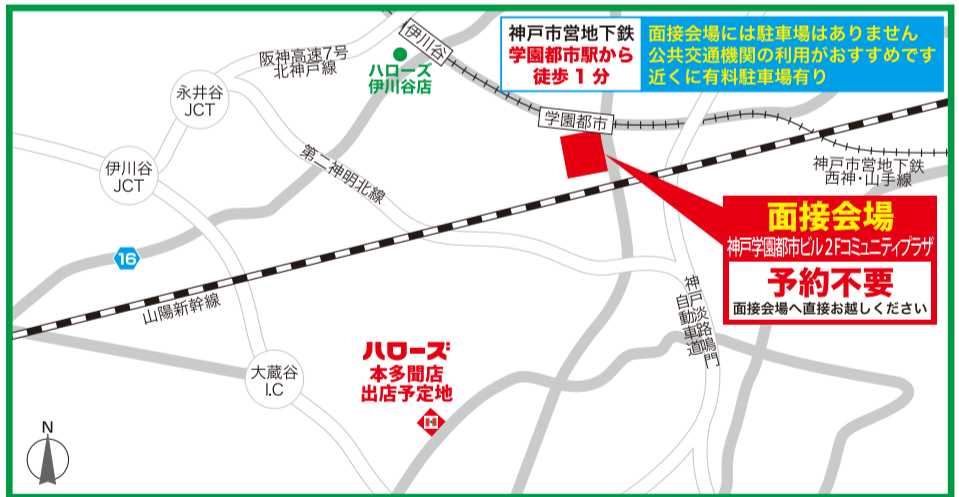 神戸市営地下鉄
学園都市駅から
徒歩1分
面接会場には駐車場はありません
公共交通機関の利用がおすすめです
近くに有料駐車場有り
伊川谷
阪神高速7号
北神戸線
ハローズ
伊川谷店
永井谷
JCT
学園都市
伊川谷
JCT
第二神明北線
神戸市営地下鉄
西神・山手線
面接会場
神戸学園都市ビル2Fコミュニティプラザ
予約不要
面接会場へ直接お越しください
16
山陽新幹線
神戸淡路鳴門
自動車道
ハローズ
本多聞店
出店予定地
大蔵谷
I.C
H
N